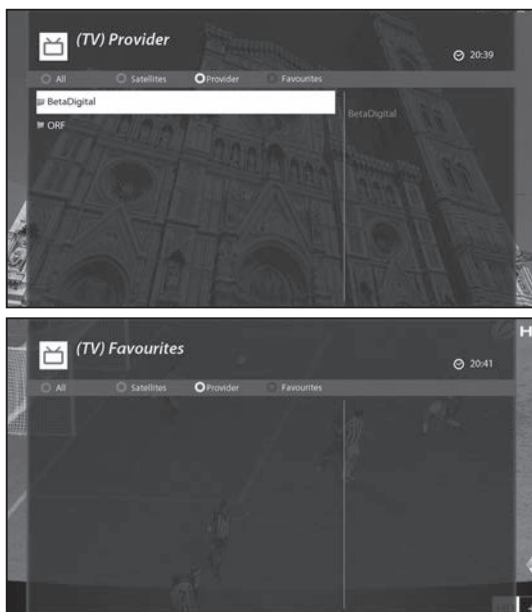 (TV) Provider
20:39
All Satellites Provider Favourites
BetaDigital BetaDigital
ORF
H
(TV) Favourites
20:41
All Satellites Provider Favourites